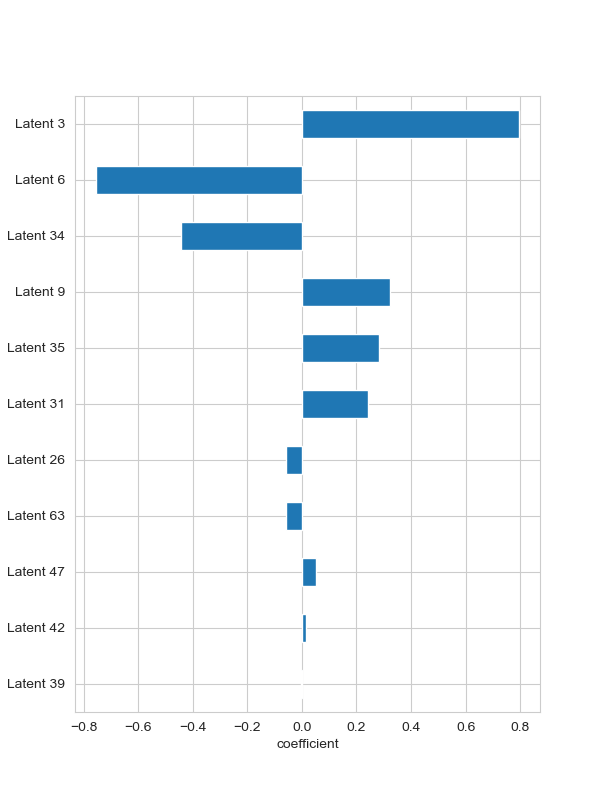 Latent 3
Latent 6
Latent 34
Latent 9
Latent 35
Latent 31
Latent 26
Latent 63
Latent 47
Latent 42
Latent 39
−0.8 −0.6 −0.4 −0.2 0.0 0.2 0.4 0.6 0.8
coefficient